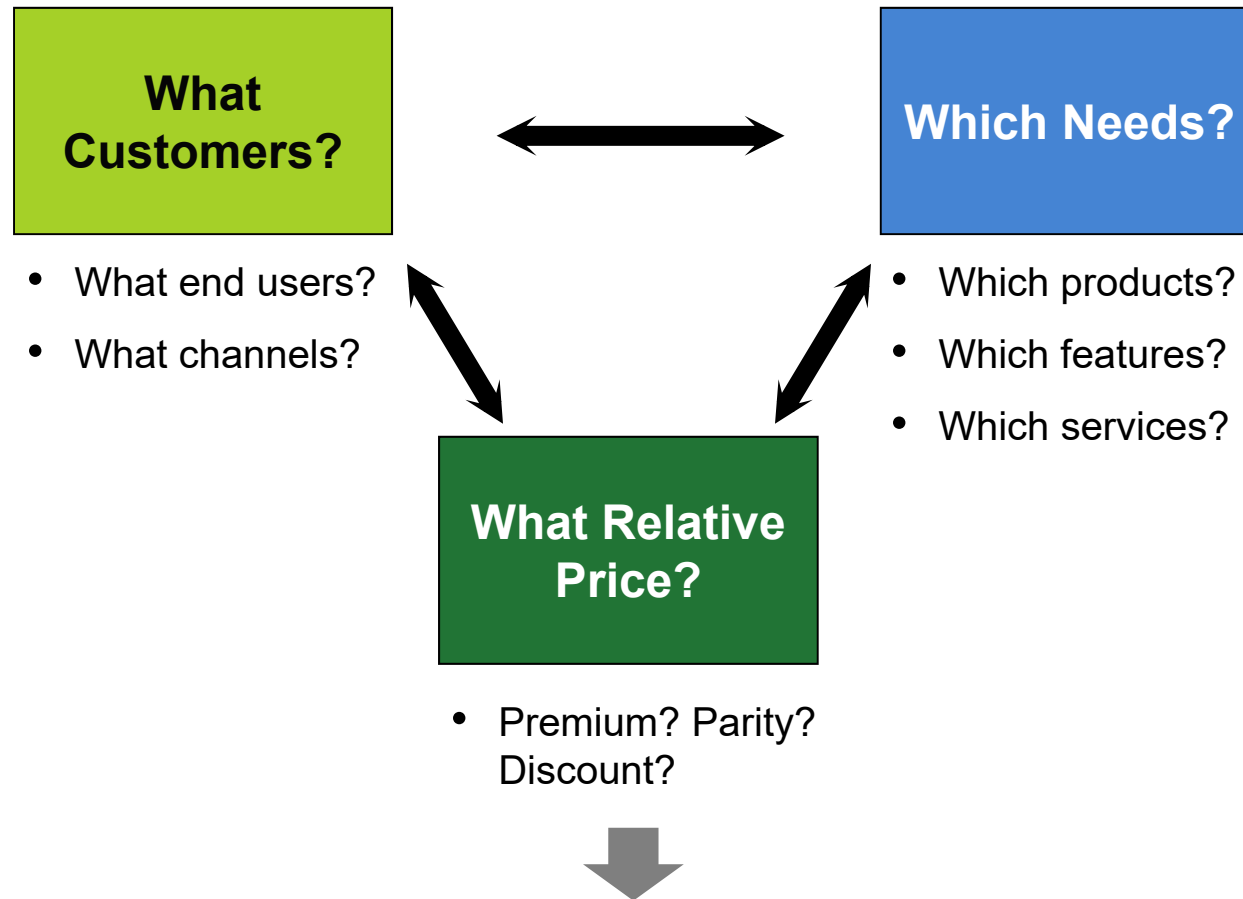 What
Customers?
• What end users?
• What channels?
Which Needs?
• Which products?
• Which features?
• Which services?
What Relative
Price?
• Premium? Parity?
Discount?